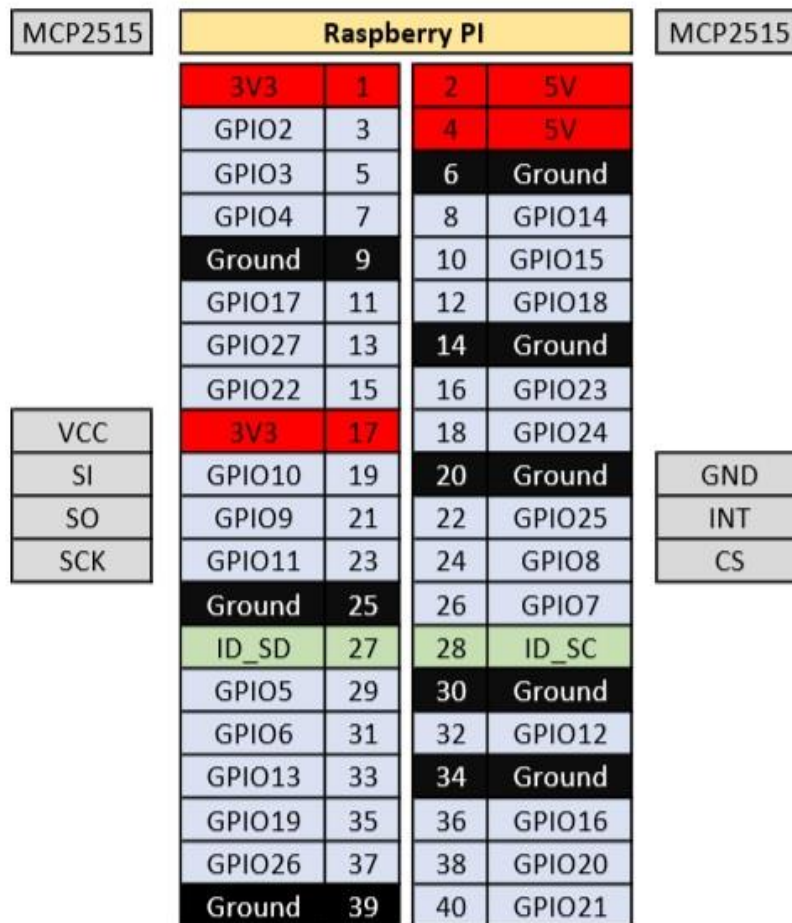 MCP2515 Raspberry PI MCP2515
3V3 1 2 5V
GPIO2 3 4 5V
GPIO3 5 6 Ground
GPIO4 7 8 GPIO14
Ground 9 10 GPIO15
GPIO17 11 12 GPIO18
GPIO27 13 14 Ground
GPIO22 15 16 GPIO23
VCC 3V3 17 18 GPIO24
SI GPIO10 19 20 Ground GND
SO GPIO9 21 22 GPIO25 INT
SCK GPIO11 23 24 GPIO8 CS
Ground 25 26 GPIO7
ID_SD 27 28 ID_SC
GPIO5 29 30 Ground
GPIO6 31 32 GPIO12
GPIO13 33 34 Ground
GPIO19 35 36 GPIO16
GPIO26 37 38 GPIO20
Ground 39 40 GPIO21